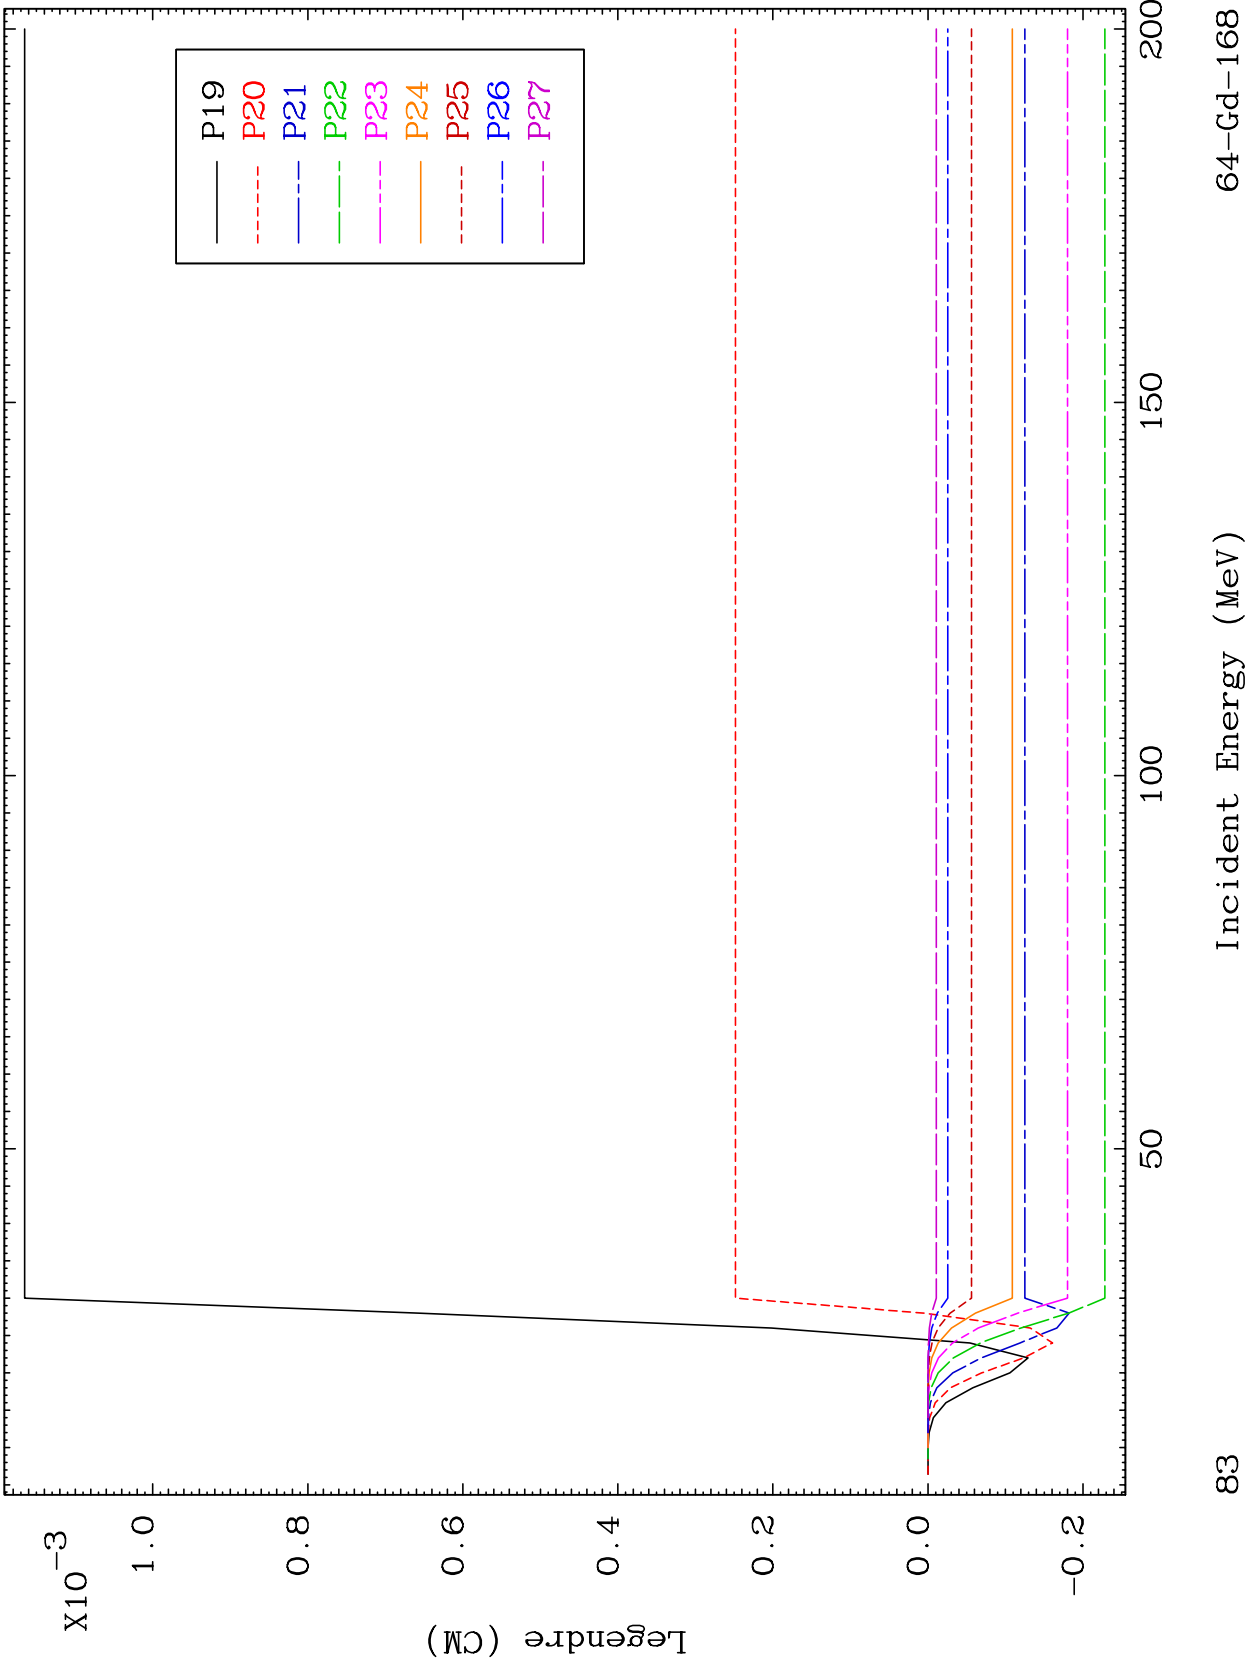 X10-3
1.0
0.8
0.6
0.4
0.2
0.0
-0.2
Legendre (CM)
P19
P20
P21
P22
P23
P24
P25
P26
P27
50
100
150
200
83
Incident Energy (MeV)
64-Gd-168